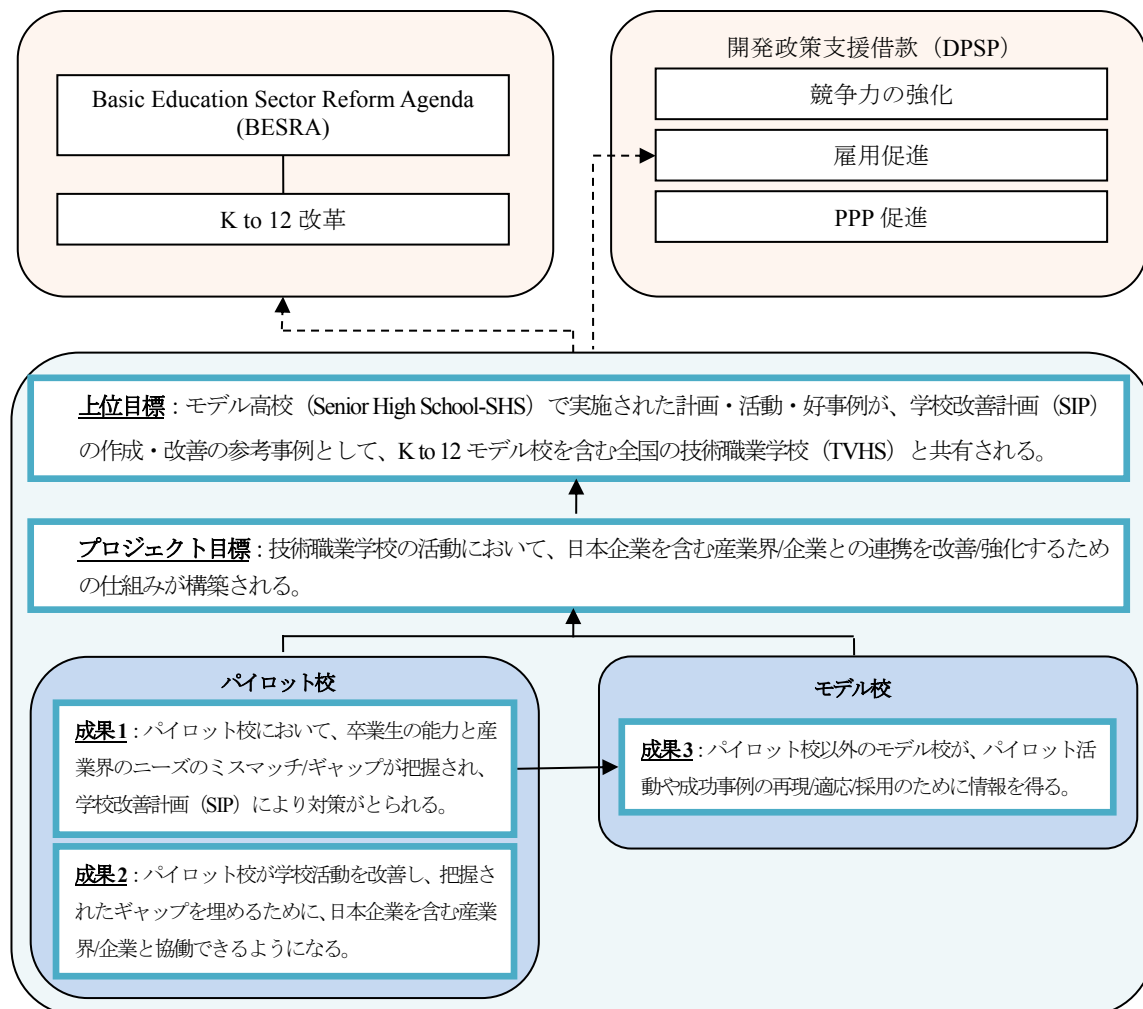 Basic Education Sector Reform Agenda
(BESRA)
K to 12 改革
開発政策支援借款（DPSP）
競争力の強化
雇用促進
PPP 促進
上位目標：モデル高校（Senior High School-SHS）で実施された計画・活動・好事例が、学校改善計画（SIP）
の作成・改善の参考事例として、K to 12 モデル校を含む全国の技術職業学校（TVHS）と共有される。
プロジェクト目標：技術職業学校の活動において、日本企業を含む産業界/企業との連携を改善/強化するため
の仕組みが構築される。
パイロット校
成果1：パイロット校において、卒業生の能力と産
業界のニーズのミスマッチ/ギャップが把握され、
学校改善計画（SIP）により対策がとられる。
成果2：パイロット校が学校活動を改善し、把握さ
れたギャップを埋めるために、日本企業を含む産業
界/企業と協働できるようになる。
モデル校
成果3：パイロット校以外のモデル校が、パイロット活
動や成功事例の再現/適応/採用のために情報を得る。